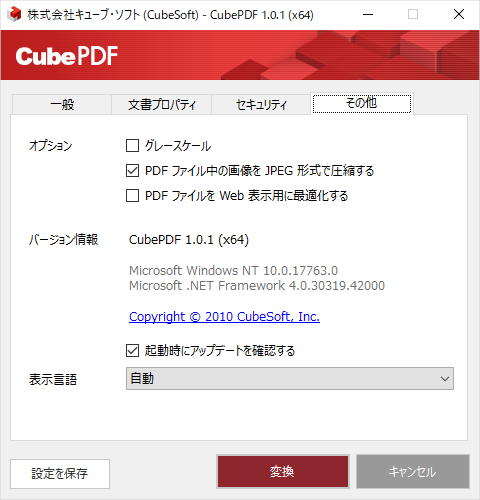 株式会社キューブ・ソフト (CubeSoft) - CubePDF 1.0.1 (x64)
CubePDF
一般 文書プロパティ セキュリティ その他
オプション グレースケール
PDF ファイル中の画像を JPEG 形式で圧縮する
PDF ファイルを Web 表示用に最適化する
バージョン情報 CubePDF 1.0.1 (x64)
Microsoft Windows NT 10.0.17763.0
Microsoft .NET Framework 4.0.30319.42000
Copyright © 2010 CubeSoft, Inc.
起動時にアップデートを確認する
表示言語 自動
設定を保存 変換 キャンセル